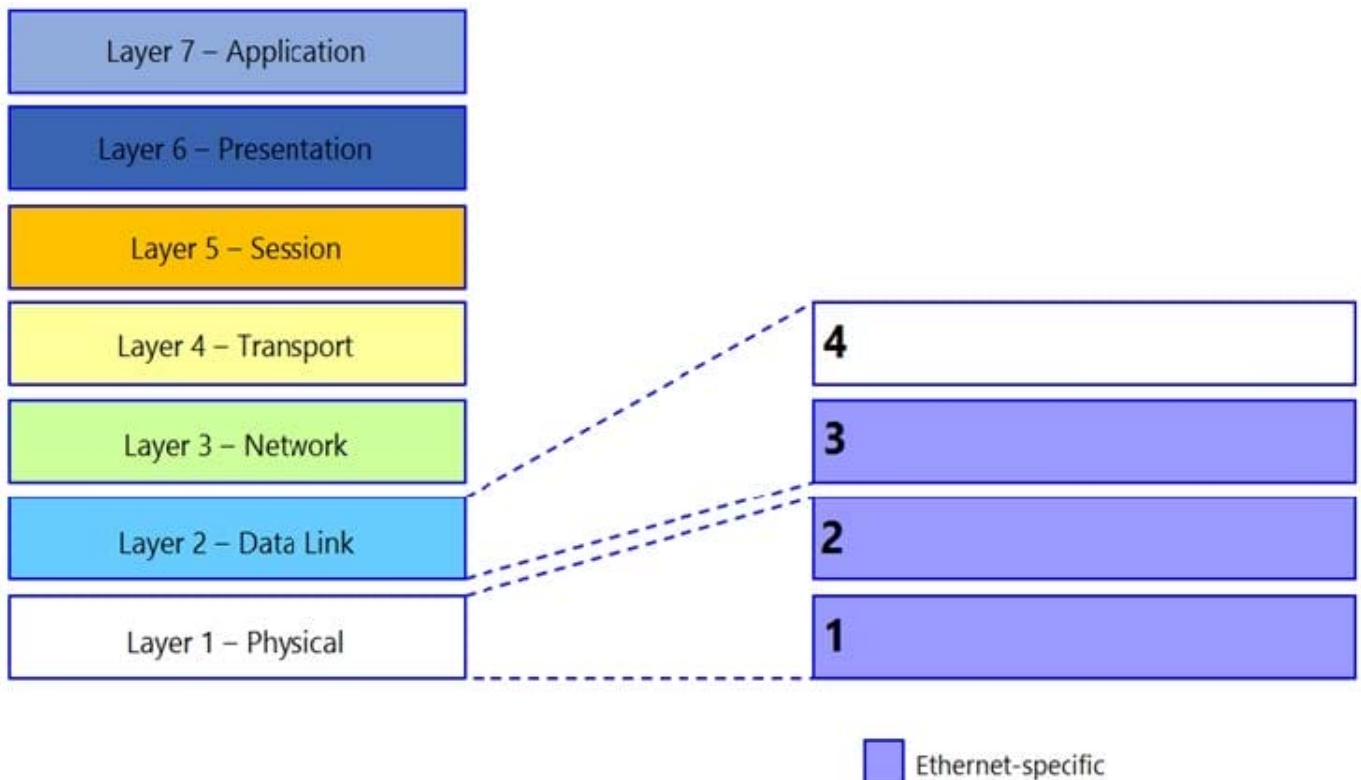 Layer 7 – Application
Layer 6 – Presentation
Layer 5 – Session
Layer 4 – Transport
Layer 3 – Network
Layer 2 – Data Link
Layer 1 – Physical
4
3
2
1
Ethernet-specific